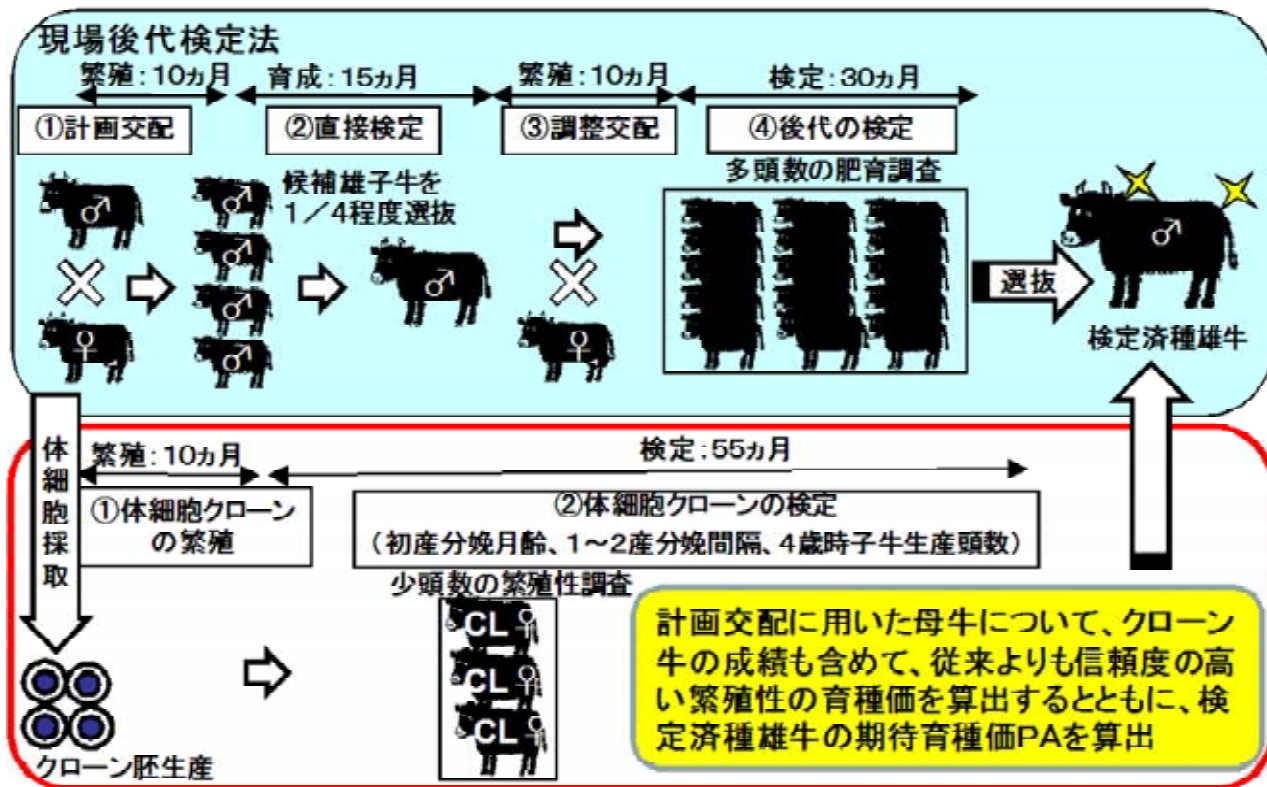 現場後代検定法
繁殖：10ヵ月
育成：15ヵ月
繁殖：10ヵ月
検定：30ヵ月
①計画交配
②直接検定
③調整交配
④後代の検定
候補雄子牛を
1／4程度選抜
多頭数の肥育調査
♂
♀
♂
♂
♂
♂
♂
♀
選抜
♂
検定済種雄牛
体細胞採取
繁殖：10ヵ月
検定；55ヵ月
①体細胞クローン
の繁殖
②体細胞クローンの検定
（初産分娩月齢、1～2産分娩間隔、4歳時子牛生産頭数）
少頭数の繁殖性調査
CL♀
CL♀
CL♀
クローン胚生産
計画交配に用いた母牛について、クローン
牛の成績も含めて、従来よりも信頼度の高
い繁殖性の育種価を算出するとともに、検
定済種雄牛の期待育種価PAを算出